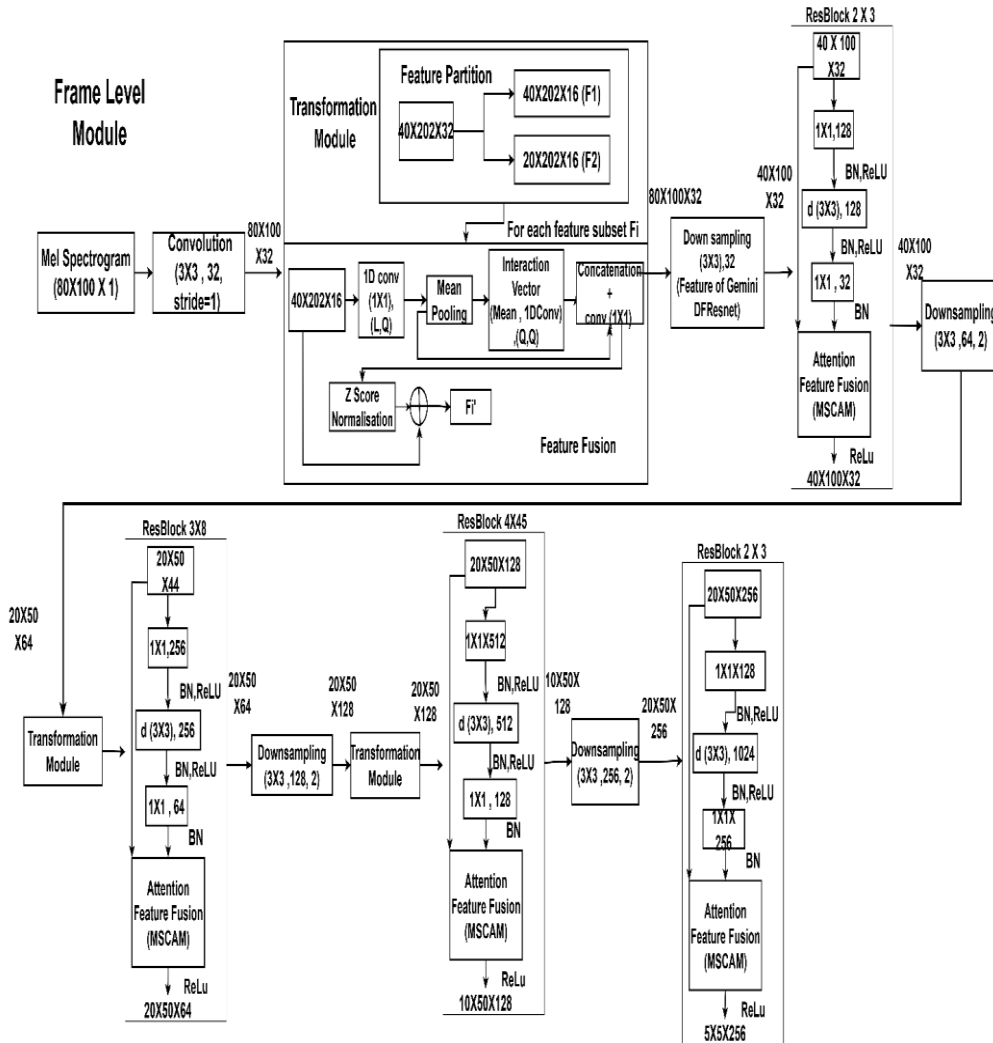 Frame Level
Module
Mel Spectrogram
(80X100 X 1)
Convolution
(3X3 , 32,
stride=1)
80X100
X32
Transformation
Module
Feature Partition
40X202X32
40X202X16 (F1)
20X202X16 (F2)
For each feature subset Fi
40X202X16
1D conv
(1X1),
(L,Q)
Mean
Pooling
Interaction
Vector
(Mean , 1DConv)
,(Q,Q)
Concatenation
+
conv (1X1)
Z Score
Normalisation
Fi'
Feature Fusion
80X100X32
Down sampling
(3X3),32
(Feature of Gemini
DFResnet)
40X100
X32
ResBlock 2 X 3
40 X 100
X32
1X1,128
BN,ReLU
d (3X3), 128
BN,ReLU
1X1 , 32
BN
Attention
Feature Fusion
(MSCAM)
ReLu
40X100X32
40X100
X32
Downsampling
(3X3 ,64, 2)
20X50
X64
Transformation
Module
ResBlock 3X8
20X50
X44
1X1,256
BN,ReLU
d (3X3), 256
BN,ReLU
1X1 , 64
BN
Attention
Feature Fusion
(MSCAM)
ReLu
20X50X64
20X50
X64
Downsampling
(3X3 ,128, 2)
20X50
X128
Transformation
Module
20X50
X128
ResBlock 4X45
20X50X128
1X1X512
BN,ReLU
d (3X3), 512
BN,ReLU
1X1 , 128
BN
Attention
Feature Fusion
(MSCAM)
ReLu
10X50X128
10X50X
128
Downsampling
(3X3 ,256, 2)
20X50X
256
ResBlock 2 X 3
20X50X256
1X1X128
BN,ReLU
d (3X3), 1024
BN,ReLU
1X1X
256
BN
Attention
Feature Fusion
(MSCAM)
ReLu
5X5X256